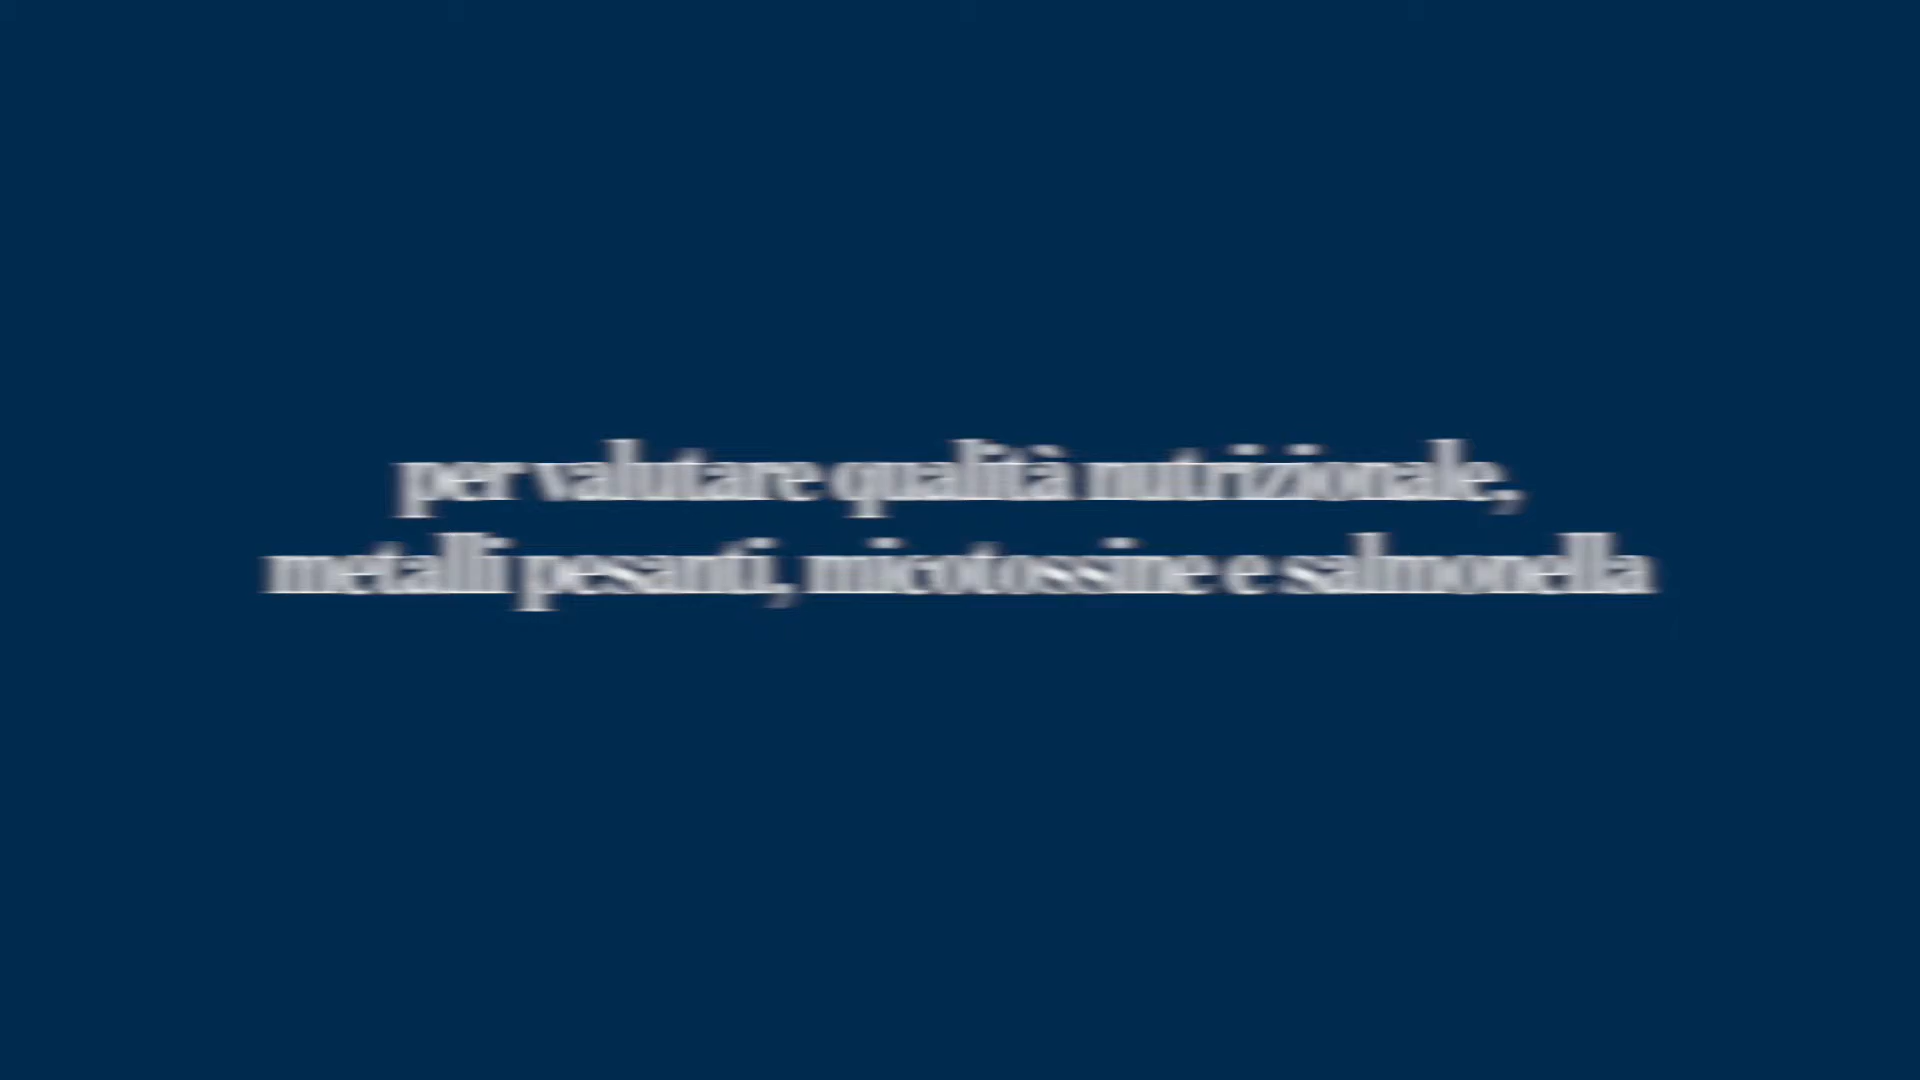 per valutare qualità nutrizionale,
metalli pesanti, micotossine e salmonella